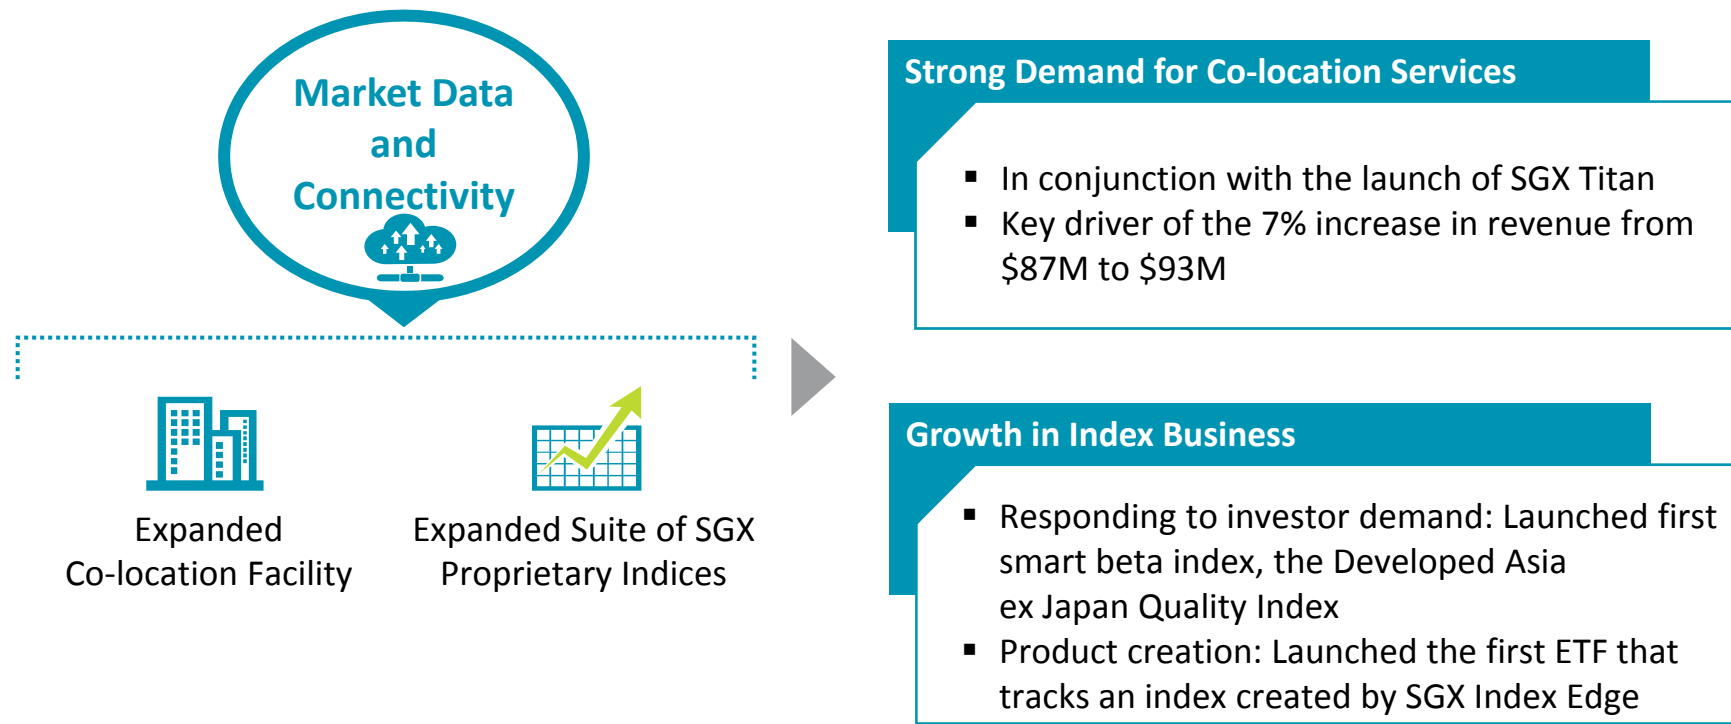 Market Data
and
Connectivity
Expanded
Co-location Facility
Expanded Suite of SGX
Proprietary Indices
Strong Demand for Co-location Services
▪ In conjunction with the launch of SGX Titan
▪ Key driver of the 7% increase in revenue from
$87M to $93M
Growth in Index Business
▪ Responding to investor demand: Launched first
smart beta index, the Developed Asia
ex Japan Quality Index
▪ Product creation: Launched the first ETF that
tracks an index created by SGX Index Edge